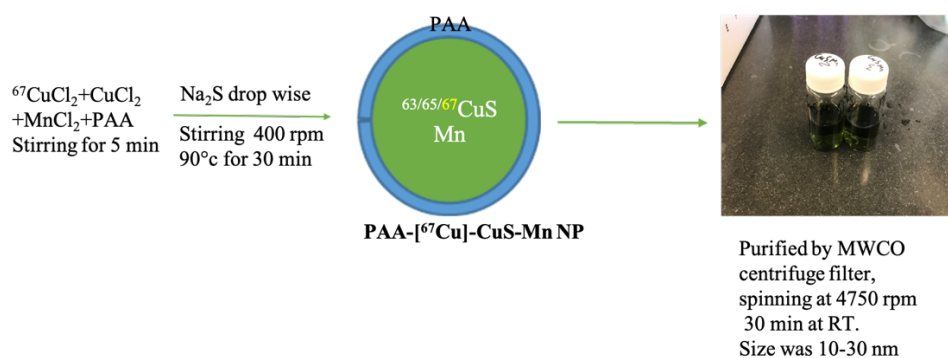 ⁶⁷CuCl₂+CuCl₂
+MnCl₂+PAA
Stirring for 5 min
Na₂S drop wise
Stirring 400 rpm
90°c for 30 min
PAA
⁶³/⁶⁵/⁶⁷CuS
Mn
PAA-[⁶⁷Cu]-CuS-Mn NP
Purified by MWCO
centrifuge filter,
spinning at 4750 rpm
30 min at RT.
Size was 10-30 nm